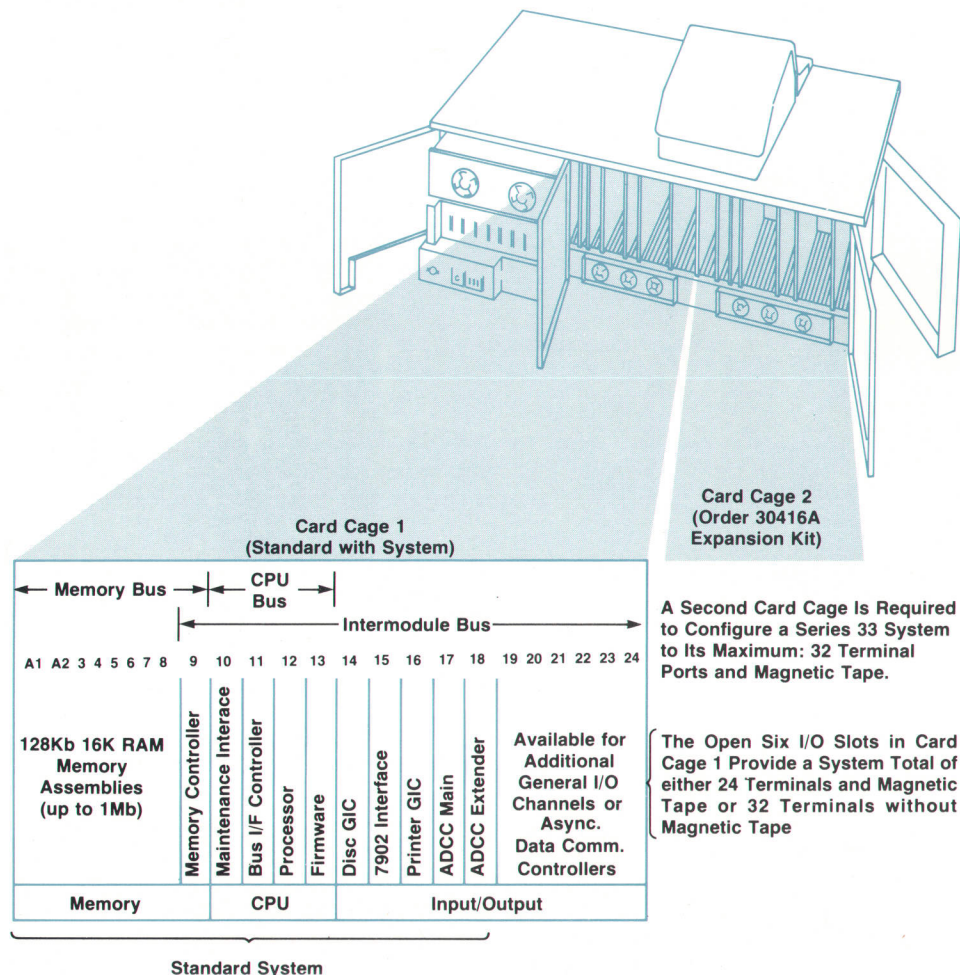 Card Cage 1
(Standard with System)
Card Cage 2
(Order 30416A
Expansion Kit)
Memory Bus
CPU
Bus
Intermodule Bus
A1 A2 3 4 5 6 7 8 9 10 11 12 13 14 15 16 17 18 19 20 21 22 23 24
128Kb 16K RAM
Memory
Assemblies
(up to 1Mb)
Memory Controller
Maintenance Interace
Bus I/F Controller
Processor
Firmware
Disc GIC
7902 Interface
Printer GIC
ADCC Main
ADCC Extender
Available for
Additional
General I/O
Channels or
Async.
Data Comm.
Controllers
Memory
CPU
Input/Output
Standard System
A Second Card Cage Is Required
to Configure a Series 33 System
to Its Maximum: 32 Terminal
Ports and Magnetic Tape.
The Open Six I/O Slots in Card
Cage 1 Provide a System Total of
either 24 Terminals and Magnetic
Tape or 32 Terminals without
Magnetic Tape